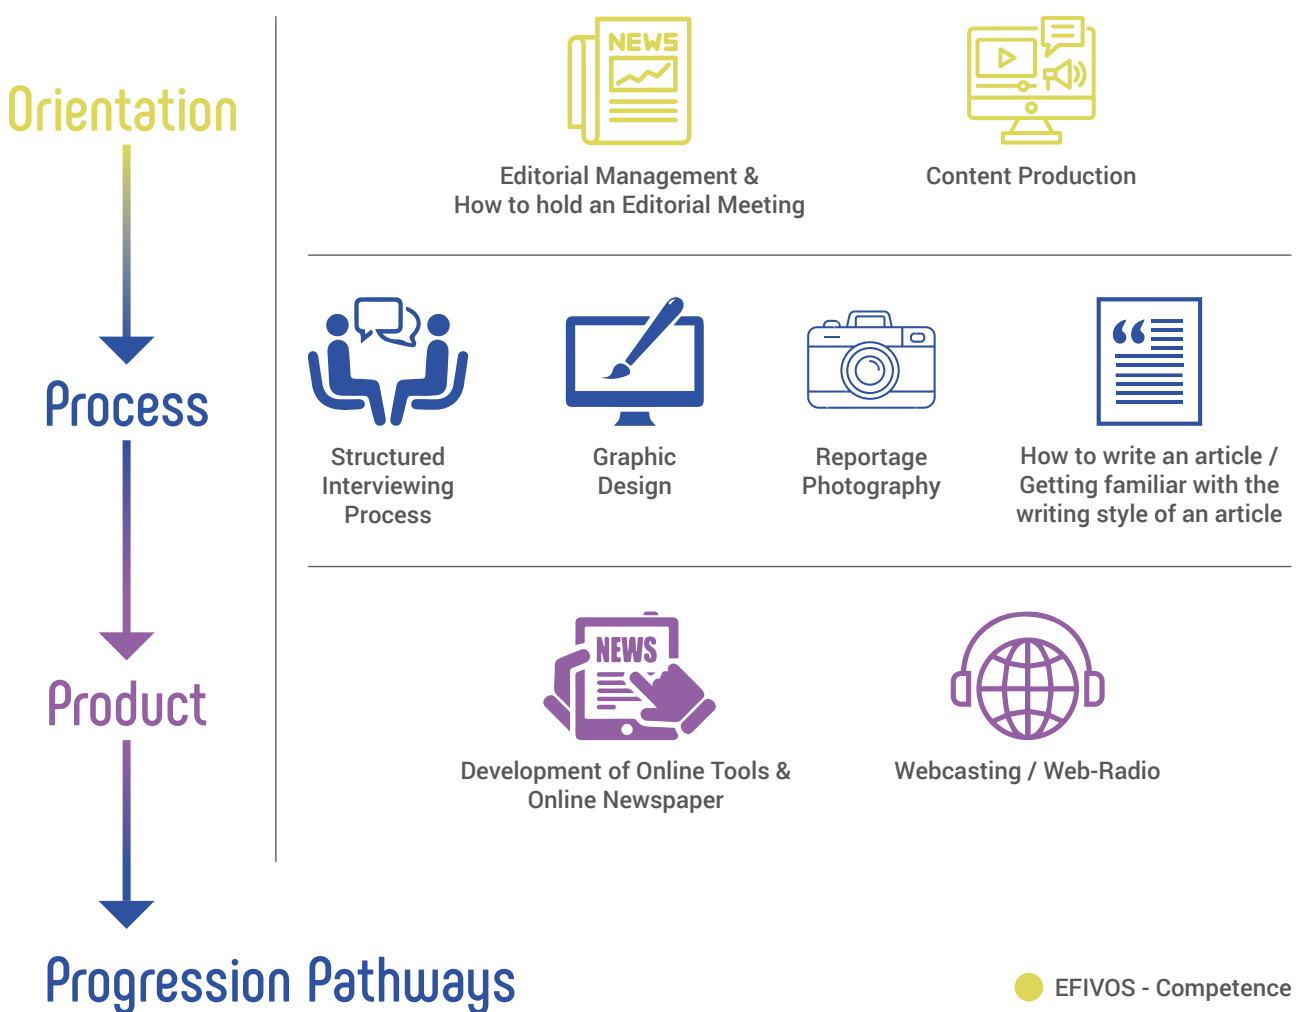 Orientation
NEWS
Editorial Management &
How to hold an Editorial Meeting
Content Production
Process
Structured
Interviewing
Process
Graphic
Design
Reportage
Photography
How to write an article /
Getting familiar with the
writing style of an article
Product
NEWS
Development of Online Tools &
Online Newspaper
Webcasting / Web-Radio
Progression Pathways
EFIVOS - Competence